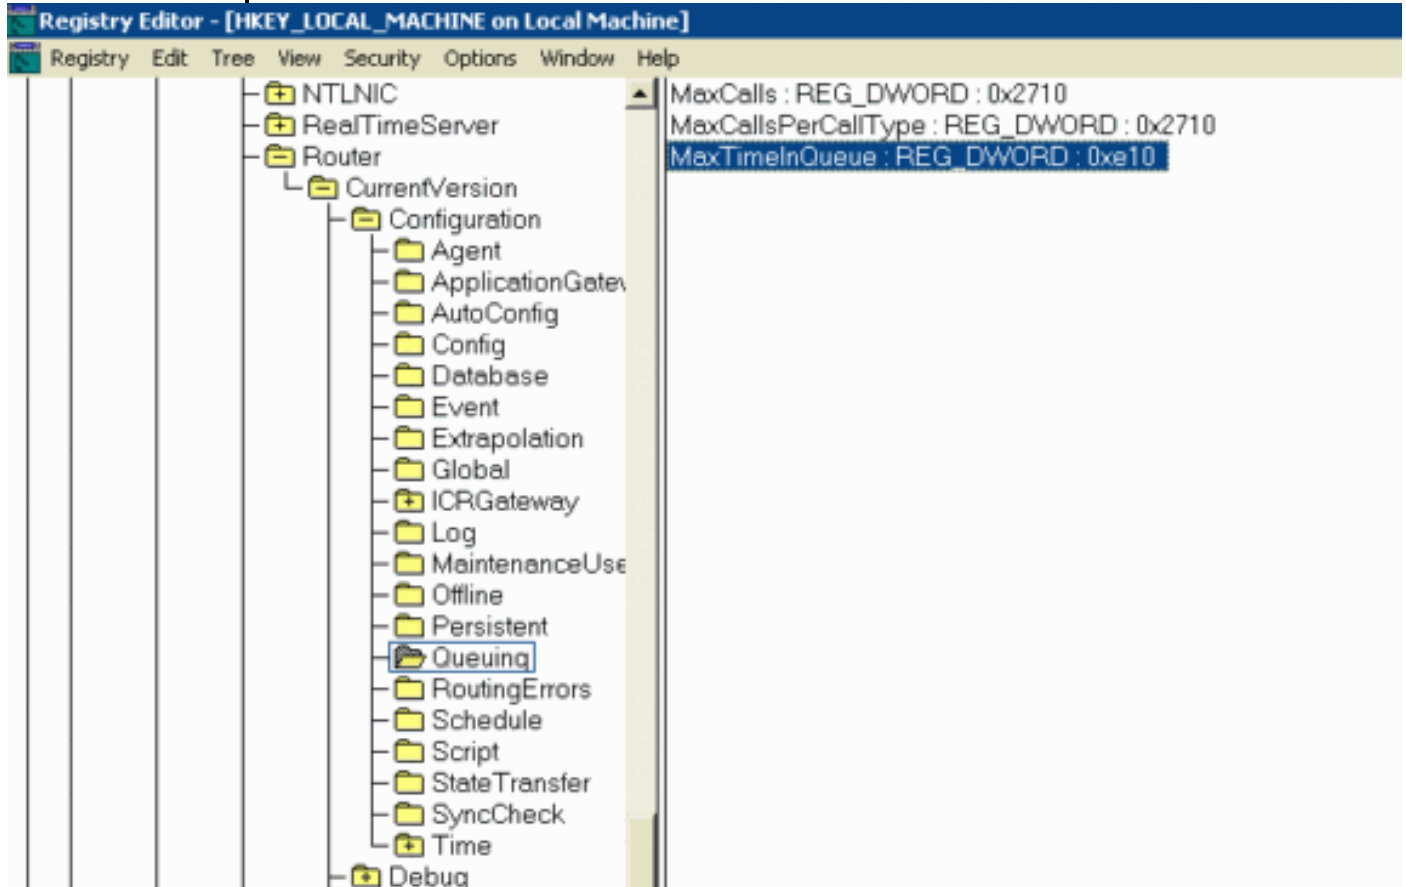 Registry Editor - [HKEY_LOCAL_MACHINE on Local Machine]
Registry Edit Tree View Security Options Window Help
NTLNIC
RealTimeServer
Router
CurrentVersion
Configuration
Agent
ApplicationGatew
AutoConfig
Config
Database
Event
Extrapolation
Global
ICRGateway
Log
MaintenanceUse
Offline
Persistent
Queuing
RoutingErrors
Schedule
Script
StateTransfer
SyncCheck
Time
Debug
MaxCalls : REG_DWORD : 0x2710
MaxCallsPerCallType : REG_DWORD : 0x2710
MaxTimeInQueue : REG_DWORD : 0xe10